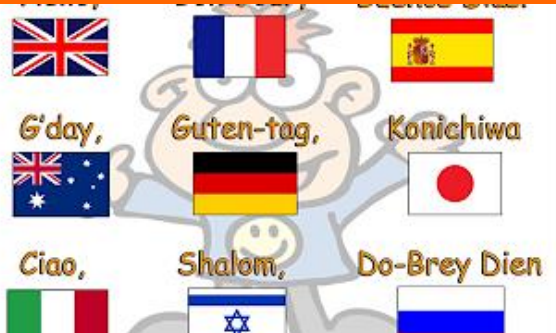 G'day, Guten-tag, Konichiwa
Ciao, Shalom, Do-Brey Dien